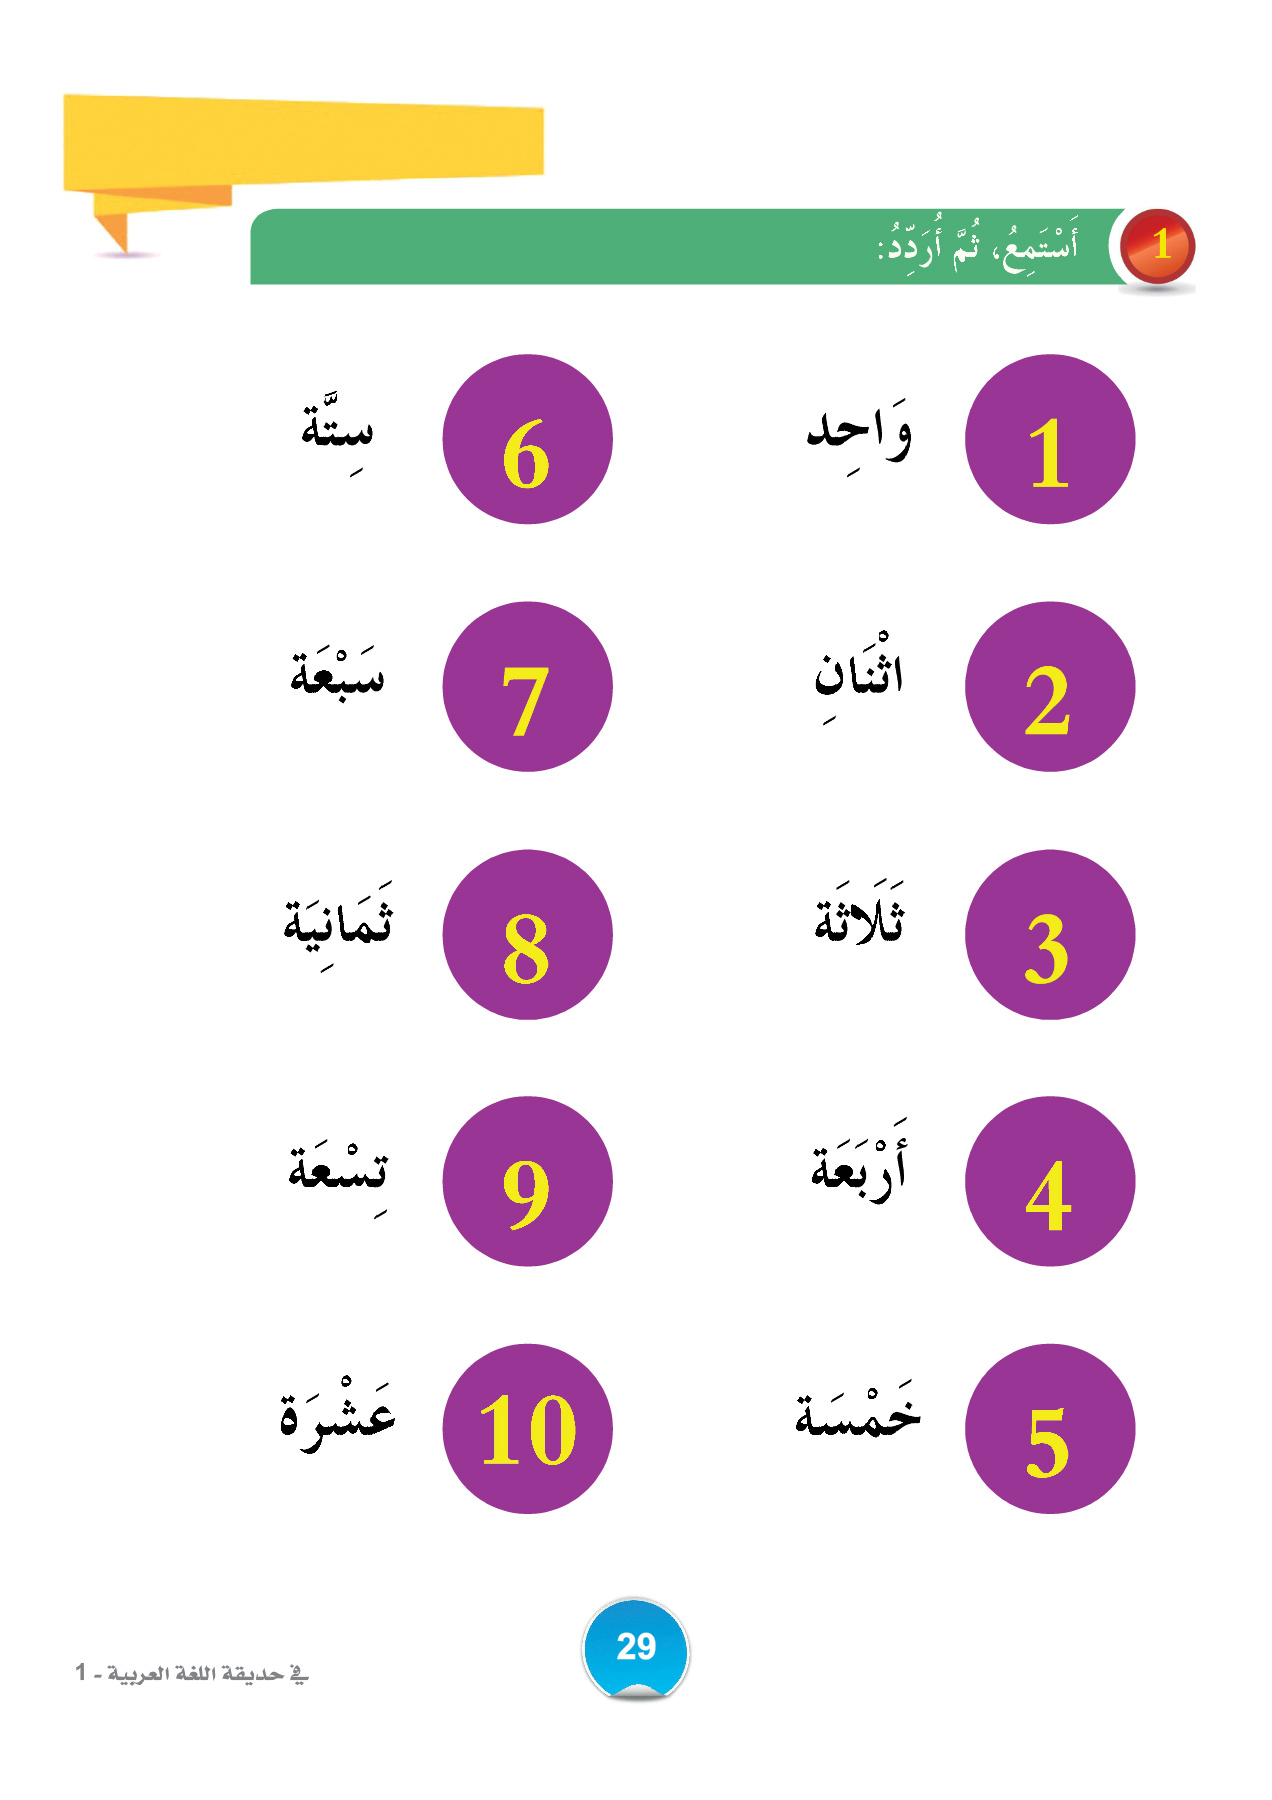 1 أَسْتَمِعُ، ثُمَّ أُرَدِّدُ:
1 وَاحِد
6 سِتَّة
2 اثْنَانِ
7 سَبْعَة
3 ثَلَاثَة
8 ثَمَانِيَة
4 أَرْبَعَة
9 تِسْعَة
5 خَمْسَة
10 عَشْرَة
29
في حديقة اللغة العربية - 1